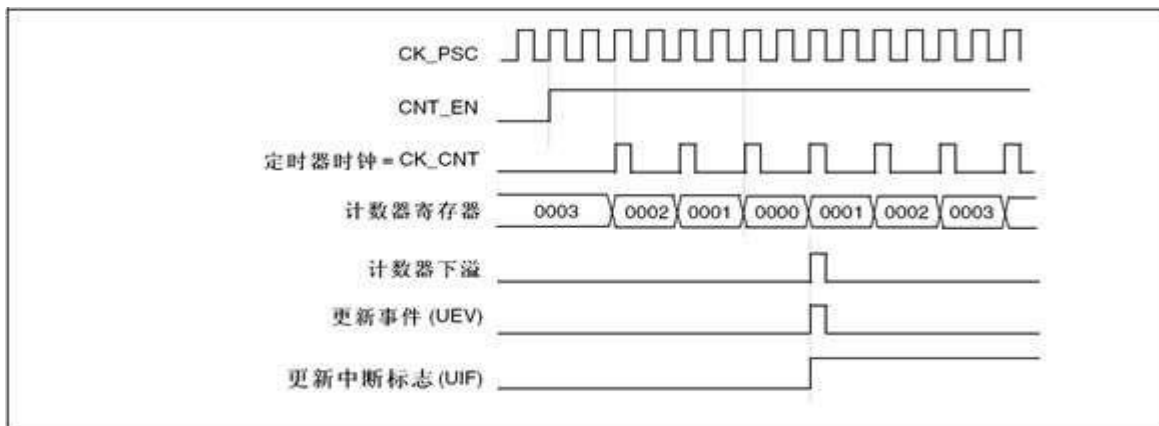 CK_PSC
CNT_EN
定时器时钟 = CK_CNT
计数器寄存器 0003 0002 0001 0000 0001 0002 0003
计数器下溢
更新事件 (UEV)
更新中断标志 (UIF)